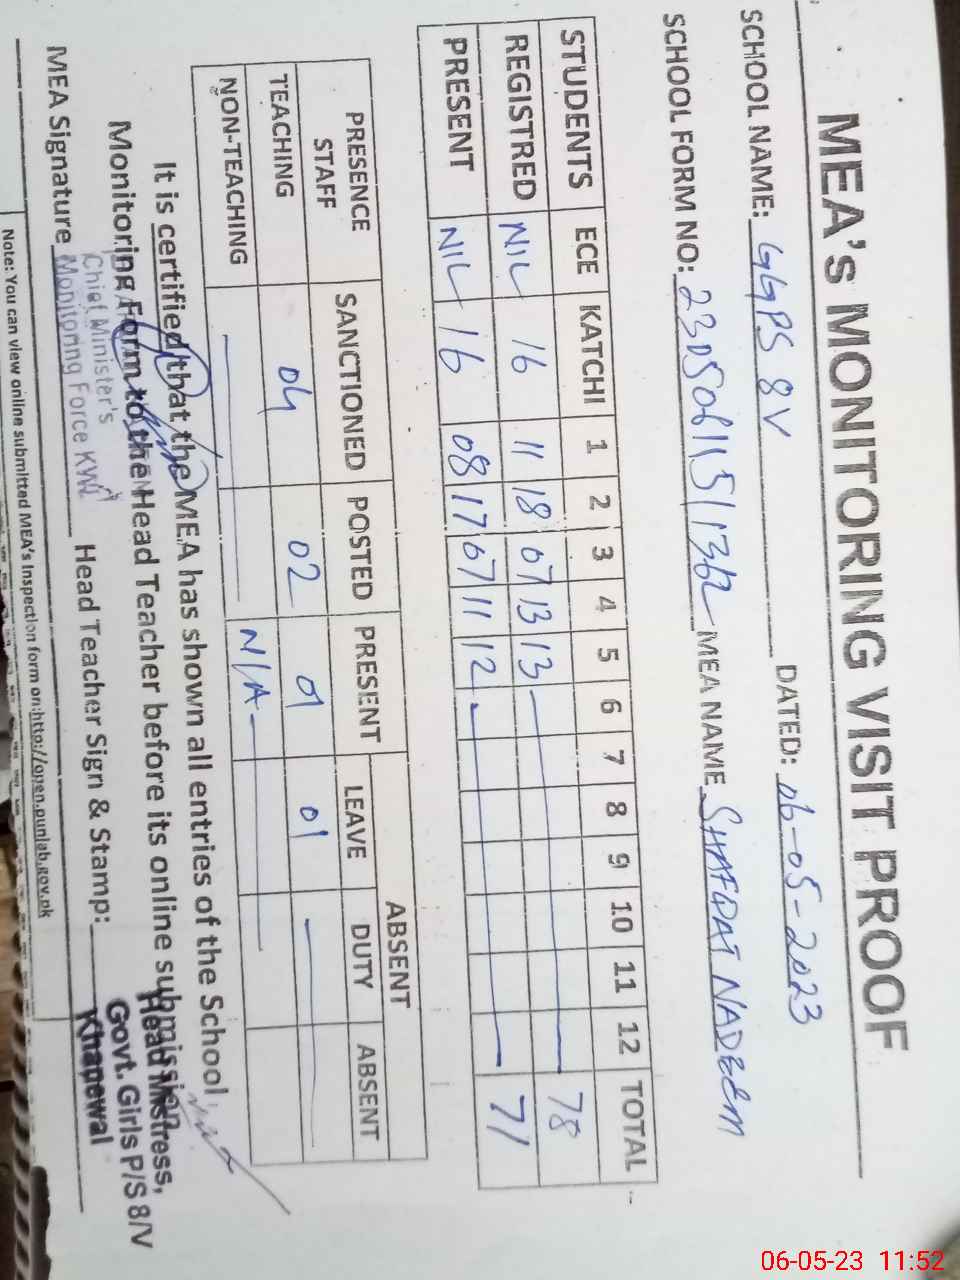 MEA's MONITORING VISIT PROOF
SCHOOL NAME: GGPS 8V DATED: 06-05-2023
SCHOOL FORM NO: MEA NAME SHAFQAT NADEEM
STUDENTS ECE KATCHI 1 2 3 4 5 6 7 8 9 10 11 12 TOTAL
REGISTRED NIL 16 11 18 07 13 13 78
PRESENT NIL 16 08 17 07 11 12 71
PRESENCE STAFF SANCTIONED POSTED PRESENT ABSENT
LEAVE DUTY ABSENT
TEACHING 04 02 01 01
NON-TEACHING N/A
It is certified that the MEA has shown all entries of the School
Monitoring Form to the Head Teacher before its online submission
MEA Signature Head Teacher Sign & Stamp:
Chief Minister's
Monitoring Force KWL
Head Mistress,
Govt. Girls P/S 8/V
Khanewal
Note: You can view online submitted MEA's Inspection form on:http://open.punjab.gov.pk
06-05-23 11:52